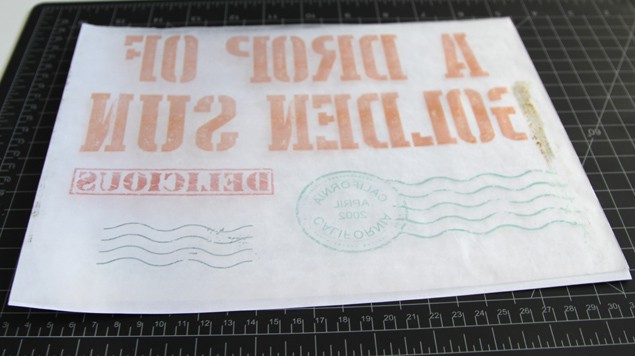 A DROP OF
GOLDEN SUN
DELICIOUS
CALIFORNIA
APRIL
2002
CALIFORNIA